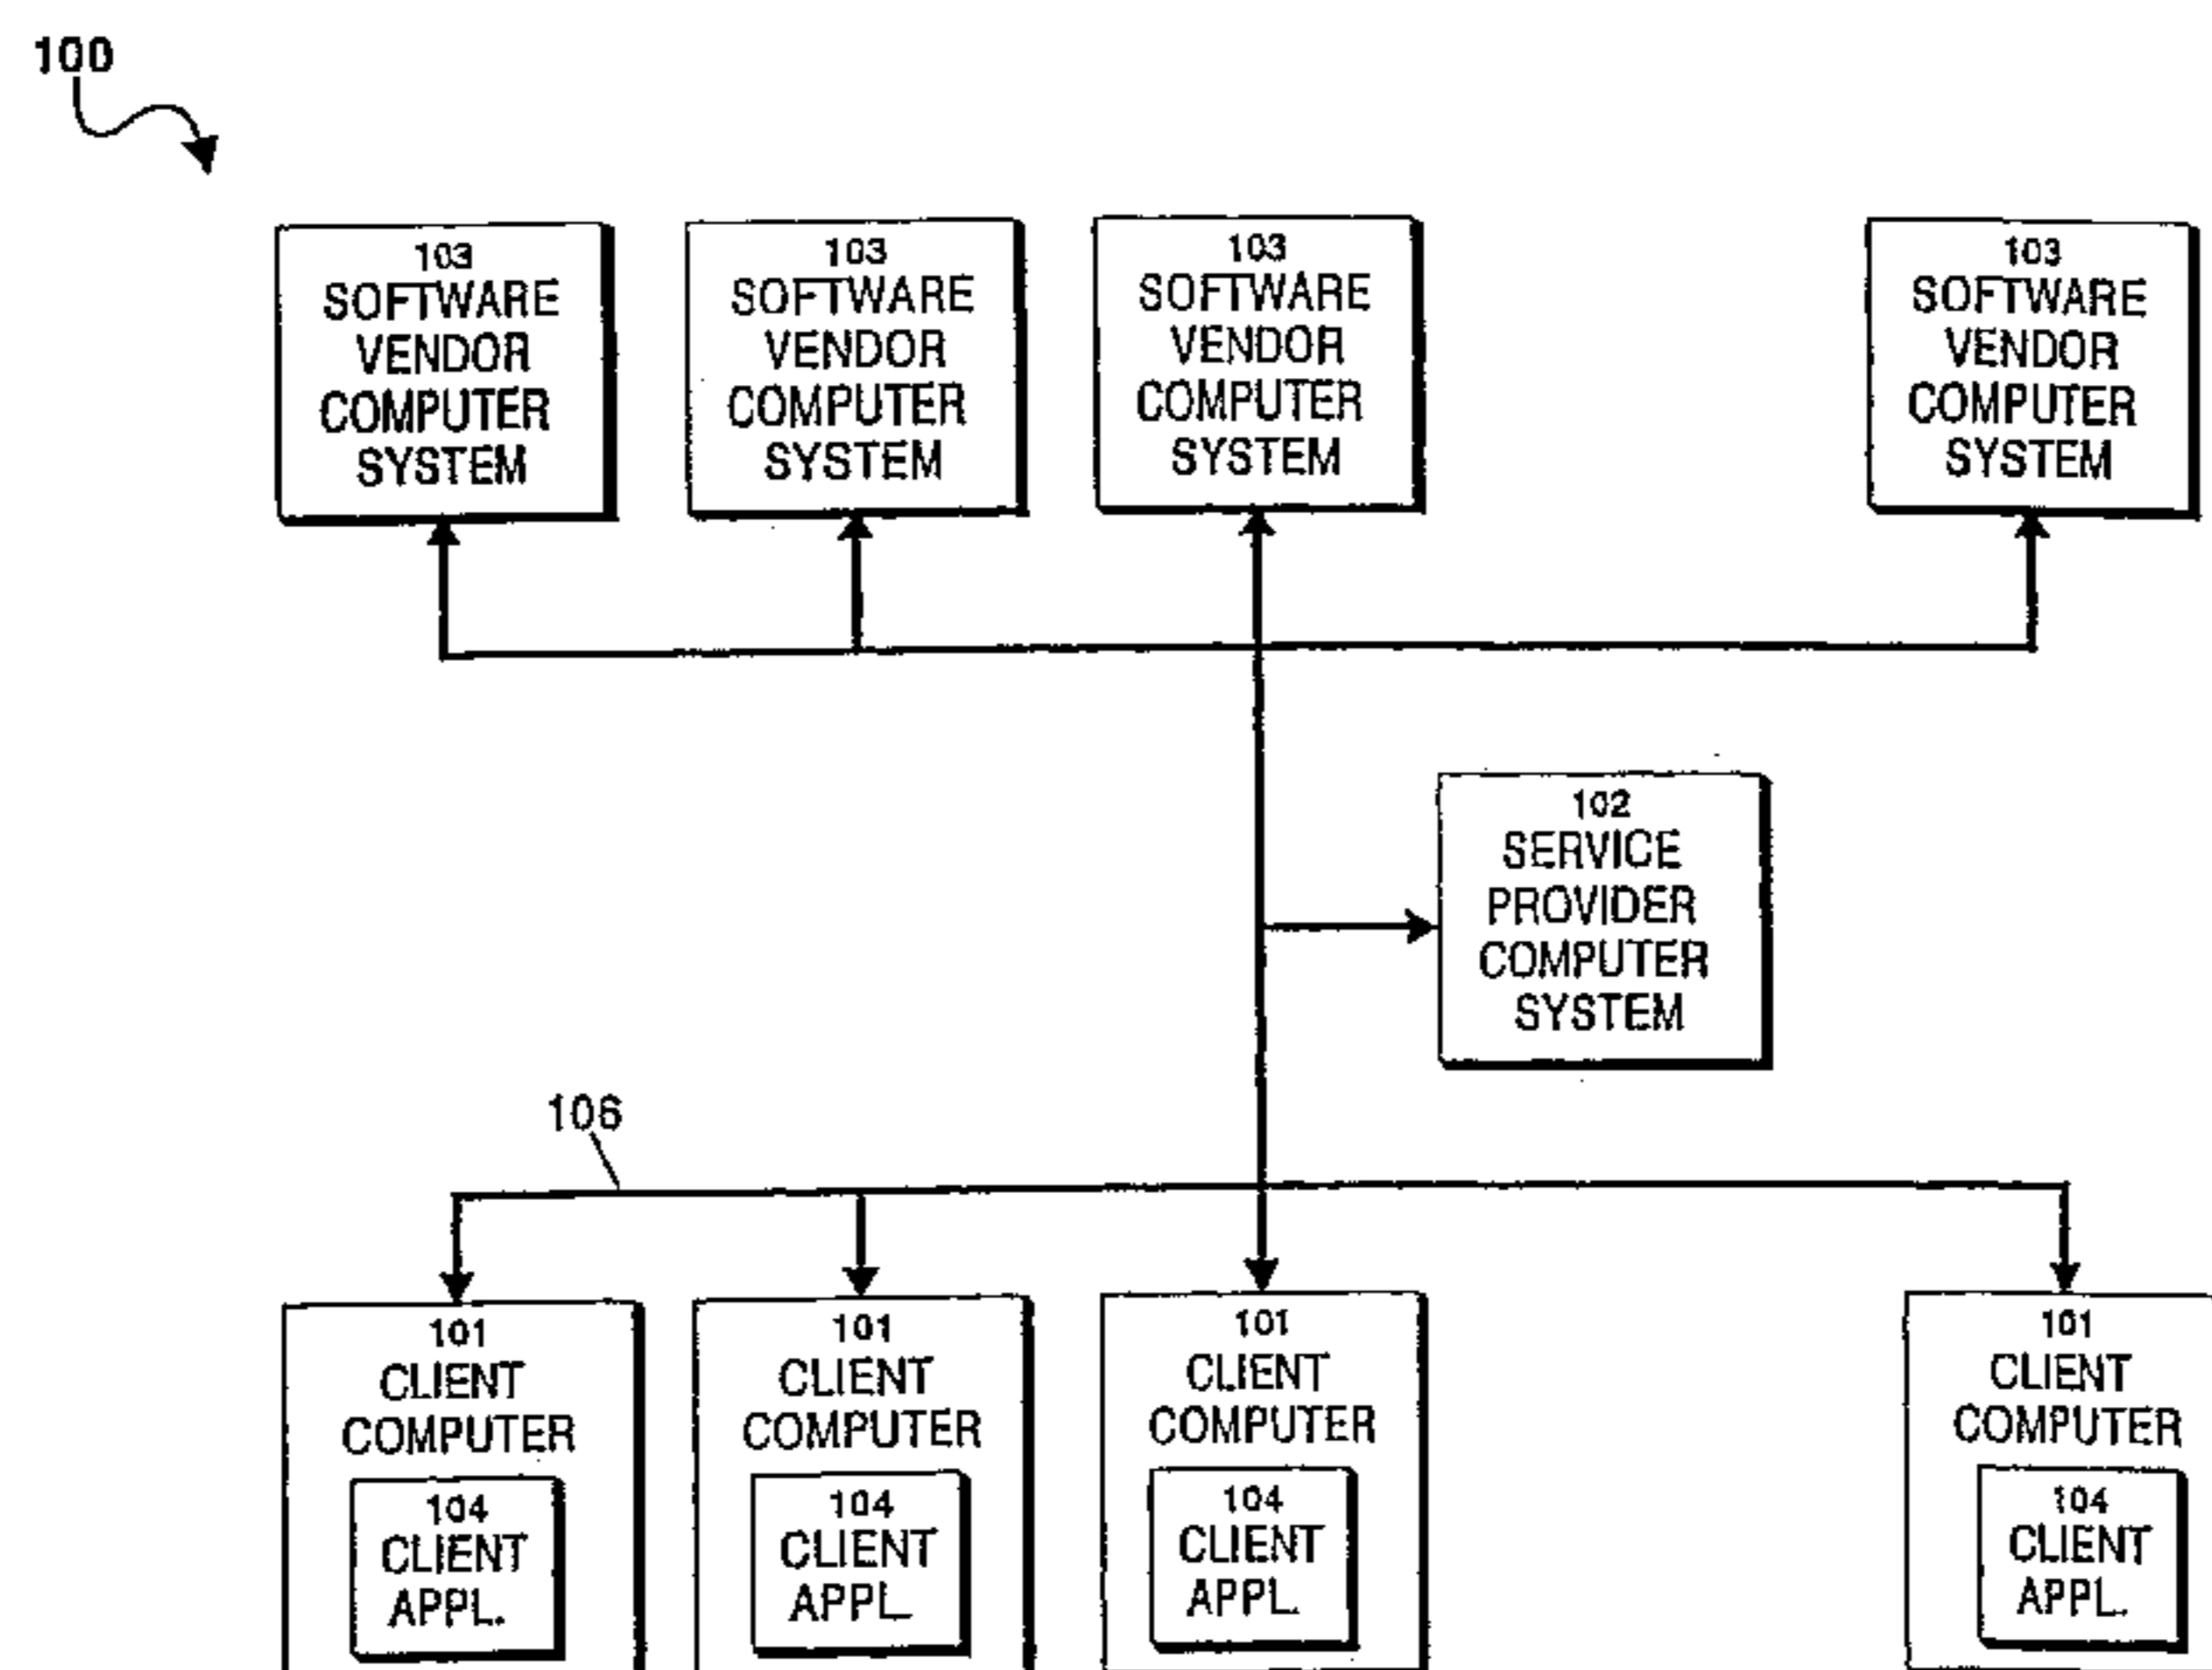 100
103
SOFTWARE
VENDOR
COMPUTER
SYSTEM
103
SOFTWARE
VENDOR
COMPUTER
SYSTEM
103
SOFTWARE
VENDOR
COMPUTER
SYSTEM
103
SOFTWARE
VENDOR
COMPUTER
SYSTEM
102
SERVICE
PROVIDER
COMPUTER
SYSTEM
106
101
CLIENT
COMPUTER
104
CLIENT
APPL.
101
CLIENT
COMPUTER
104
CLIENT
APPL.
101
CLIENT
COMPUTER
104
CLIENT
APPL.
101
CLIENT
COMPUTER
104
CLIENT
APPL.